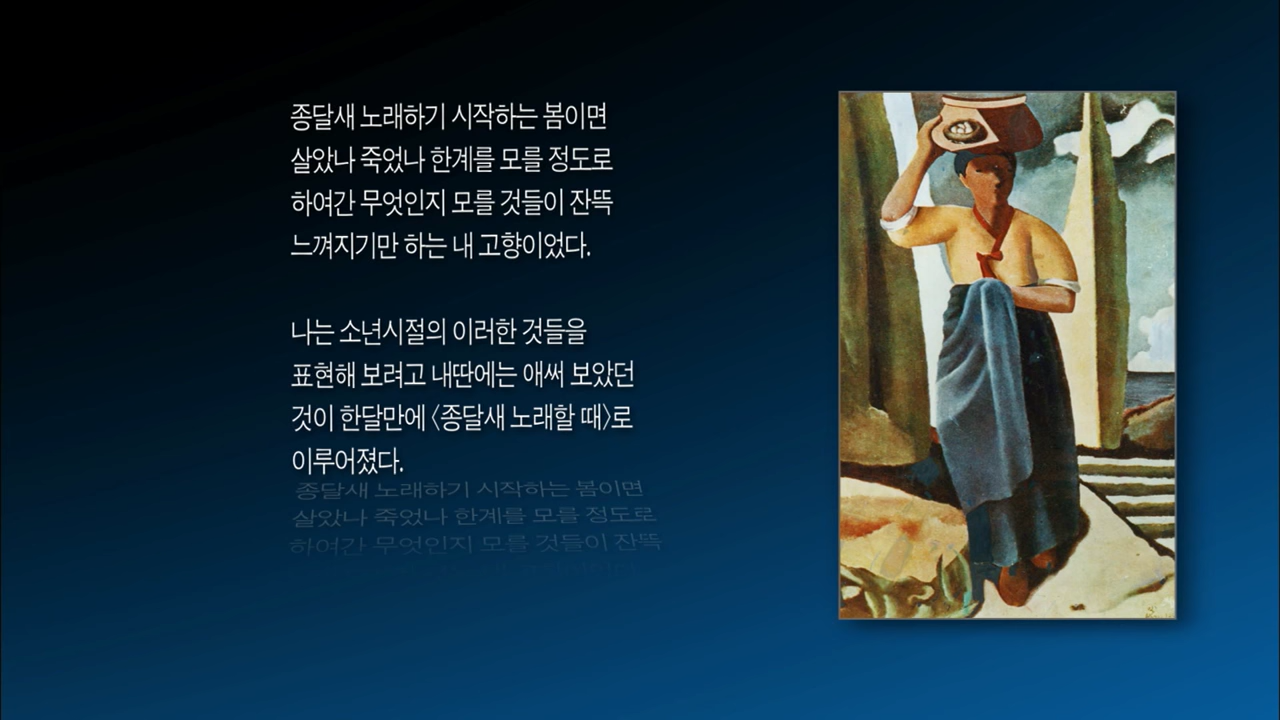 종달새 노래하기 시작하는 봄이면
살았나 죽었나 한계를 모를 정도로
하여간 무엇인지 모를 것들이 잔뜩
느껴지기만 하는 내 고향이었다.
나는 소년시절의 이러한 것들을
표현해 보려고 내딴에는 애써 보았던
것이 한달만에 〈종달새 노래할 때〉로
이루어졌다.
종달새 노래하기 시작하는 봄이면
살았나 죽었나 한계를 모를 정도로
하여간 무엇인지 모를 것들이 잔뜩